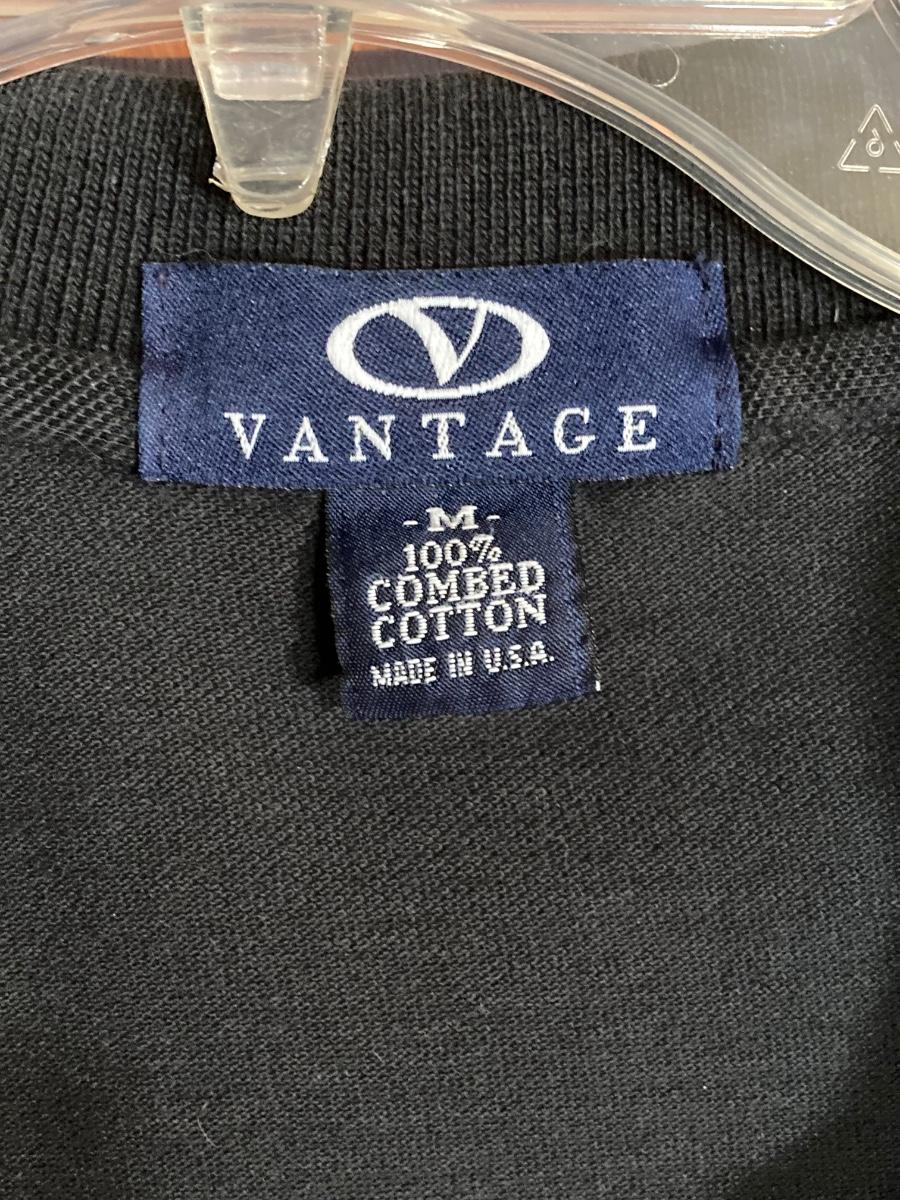 VANTAGE
- M -
100%
COMBED
COTTON
MADE IN U.S.A.